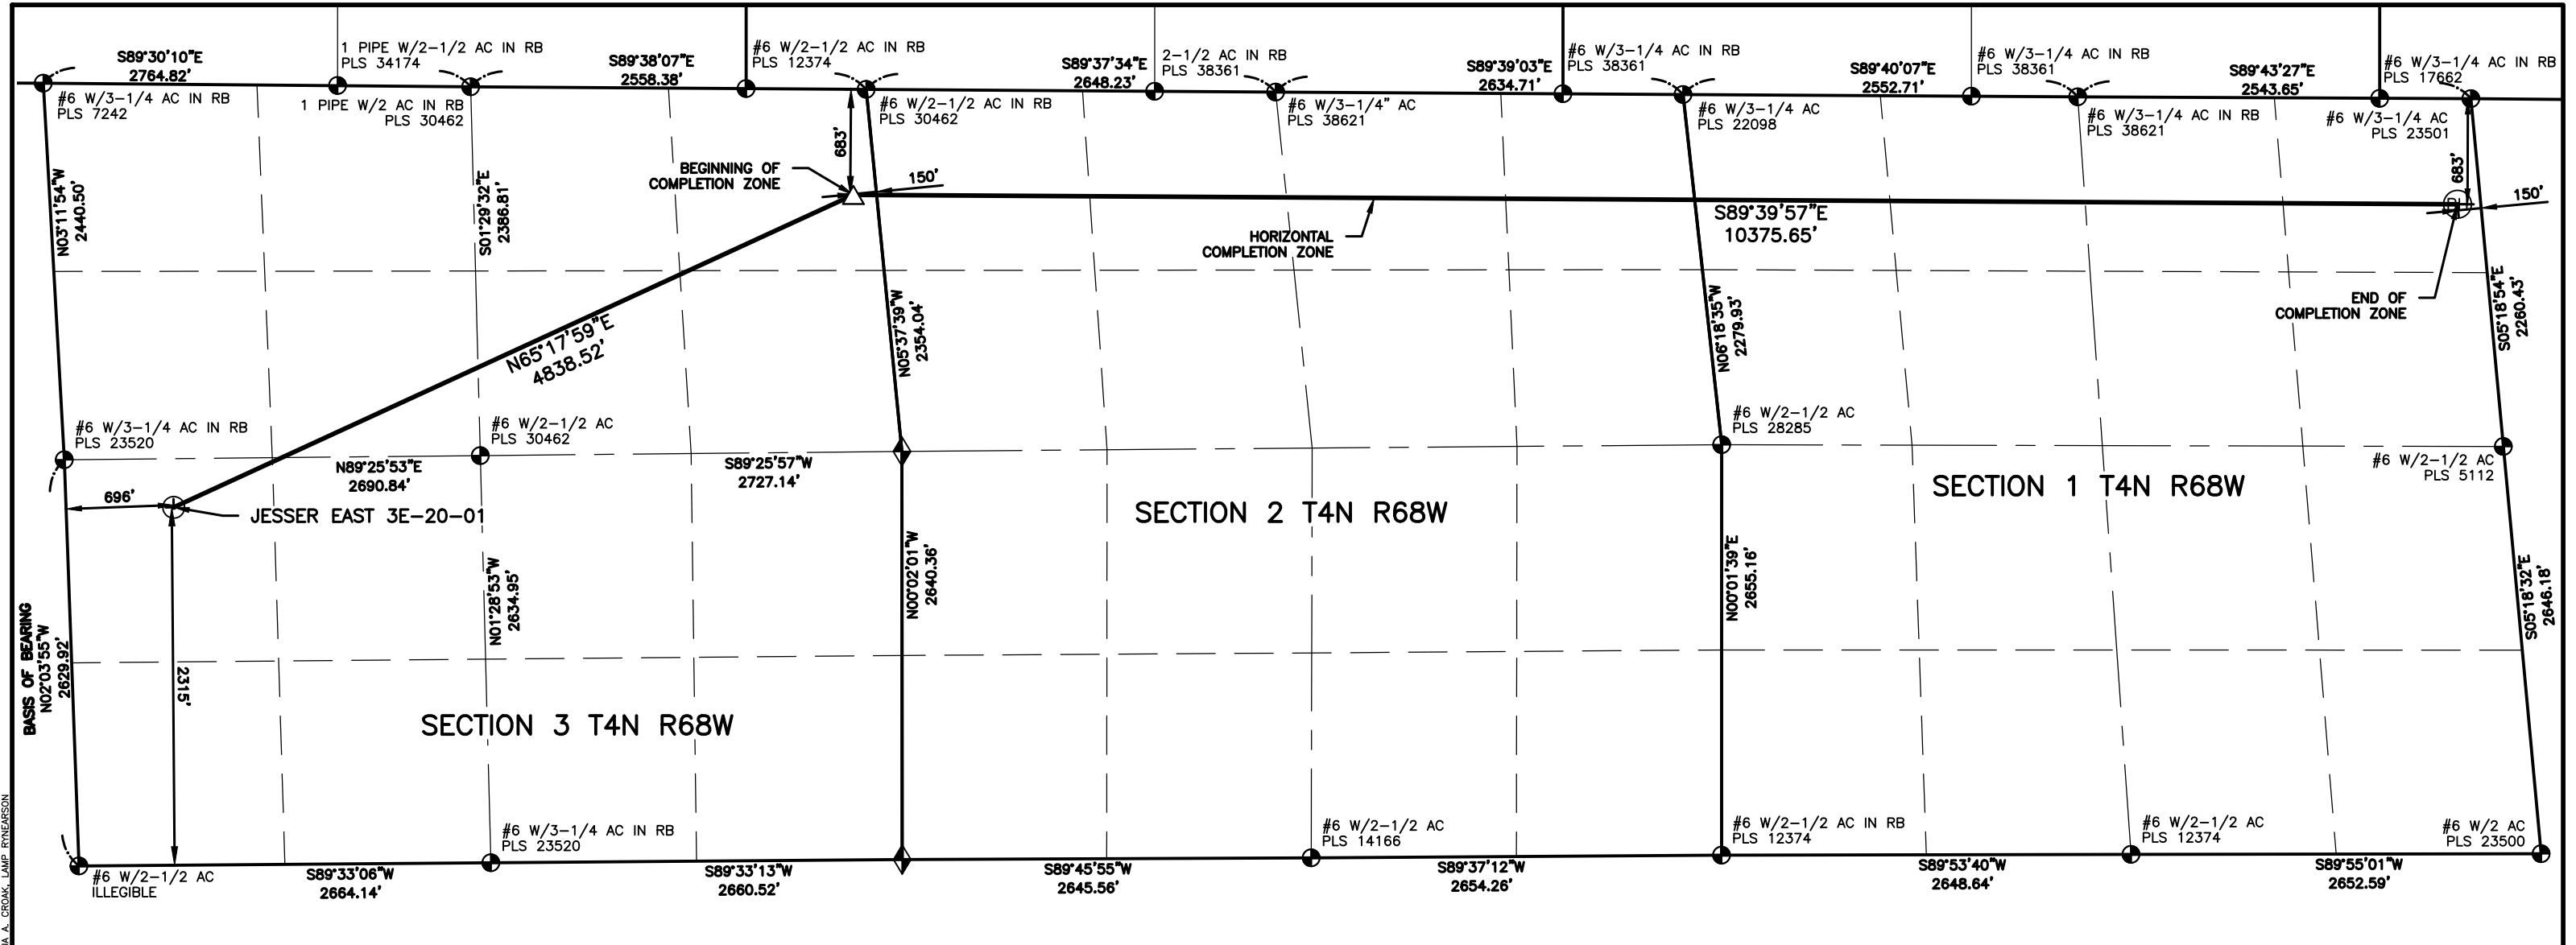 S89°30'10"E
2764.82'
1 PIPE W/2-1/2 AC IN RB
PLS 34174
S89°38'07"E
2558.38'
#6 W/2-1/2 AC IN RB
PLS 12374
S89°37'34"E
2648.23'
2-1/2 AC IN RB
PLS 38361
S89°39'03"E
2634.71'
#6 W/3-1/4 AC IN RB
PLS 38361
S89°40'07"E
2552.71'
#6 W/3-1/4 AC IN RB
PLS 38361
S89°43'27"E
2543.65'
#6 W/3-1/4 AC IN RB
PLS 17662
#6 W/3-1/4 AC IN RB
PLS 7242
1 PIPE W/2 AC IN RB
PLS 30462
#6 W/2-1/2 AC IN RB
PLS 30462
#6 W/3-1/4" AC
PLS 38621
#6 W/3-1/4 AC
PLS 22098
#6 W/3-1/4 AC IN RB
PLS 38621
#6 W/3-1/4 AC
PLS 23501
683'
683'
BEGINNING OF
COMPLETION ZONE
150'
150'
N03°11'54"W
2440.50'
S01°29'32"E
2386.81'
HORIZONTAL
COMPLETION ZONE
S89°39'57"E
10375.65'
END OF
COMPLETION ZONE
N65°17'59"E
4838.52'
N05°37'39"W
2354.04'
N06°18'35"W
2279.93'
S05°18'54"E
2260.43'
#6 W/3-1/4 AC IN RB
PLS 23520
#6 W/2-1/2 AC
PLS 30462
#6 W/2-1/2 AC
PLS 28285
#6 W/2-1/2 AC
PLS 5112
N89°25'53"E
2690.84'
S89°25'57"W
2727.14'
696'
JESSER EAST 3E-20-01
SECTION 2 T4N R68W
SECTION 1 T4N R68W
BASIS OF BEARING
N02°03'55"W
2629.92'
2315'
N01°28'53"W
2634.95'
N00°02'01"W
2640.36'
N00°01'39"E
2655.16'
S05°18'32"E
2646.18'
SECTION 3 T4N R68W
#6 W/2-1/2 AC
ILLEGIBLE
#6 W/3-1/4 AC IN RB
PLS 23520
#6 W/2-1/2 AC
PLS 14166
#6 W/2-1/2 AC IN RB
PLS 12374
#6 W/2-1/2 AC
PLS 12374
#6 W/2 AC
PLS 23500
S89°33'06"W
2664.14'
S89°33'13"W
2660.52'
S89°45'55"W
2645.56'
S89°37'12"W
2654.26'
S89°53'40"W
2648.64'
S89°55'01"W
2652.59'
A. CROAK, LAMP RYNEARSON